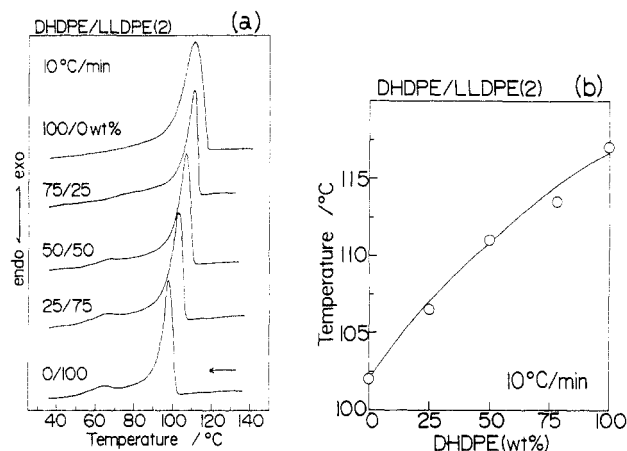 (a)
DHDPE/LLDPE(2)
10°C/min
100/0wt%
75/25
50/50
25/75
0/100
endo ← → exo
40 60 80 100 120 140
Temperature / °C
DHDPE/LLDPE(2) (b)
115
110
105
100
Temperature /°C
10°C/min
0 25 50 75 100
DHDPE(wt%)